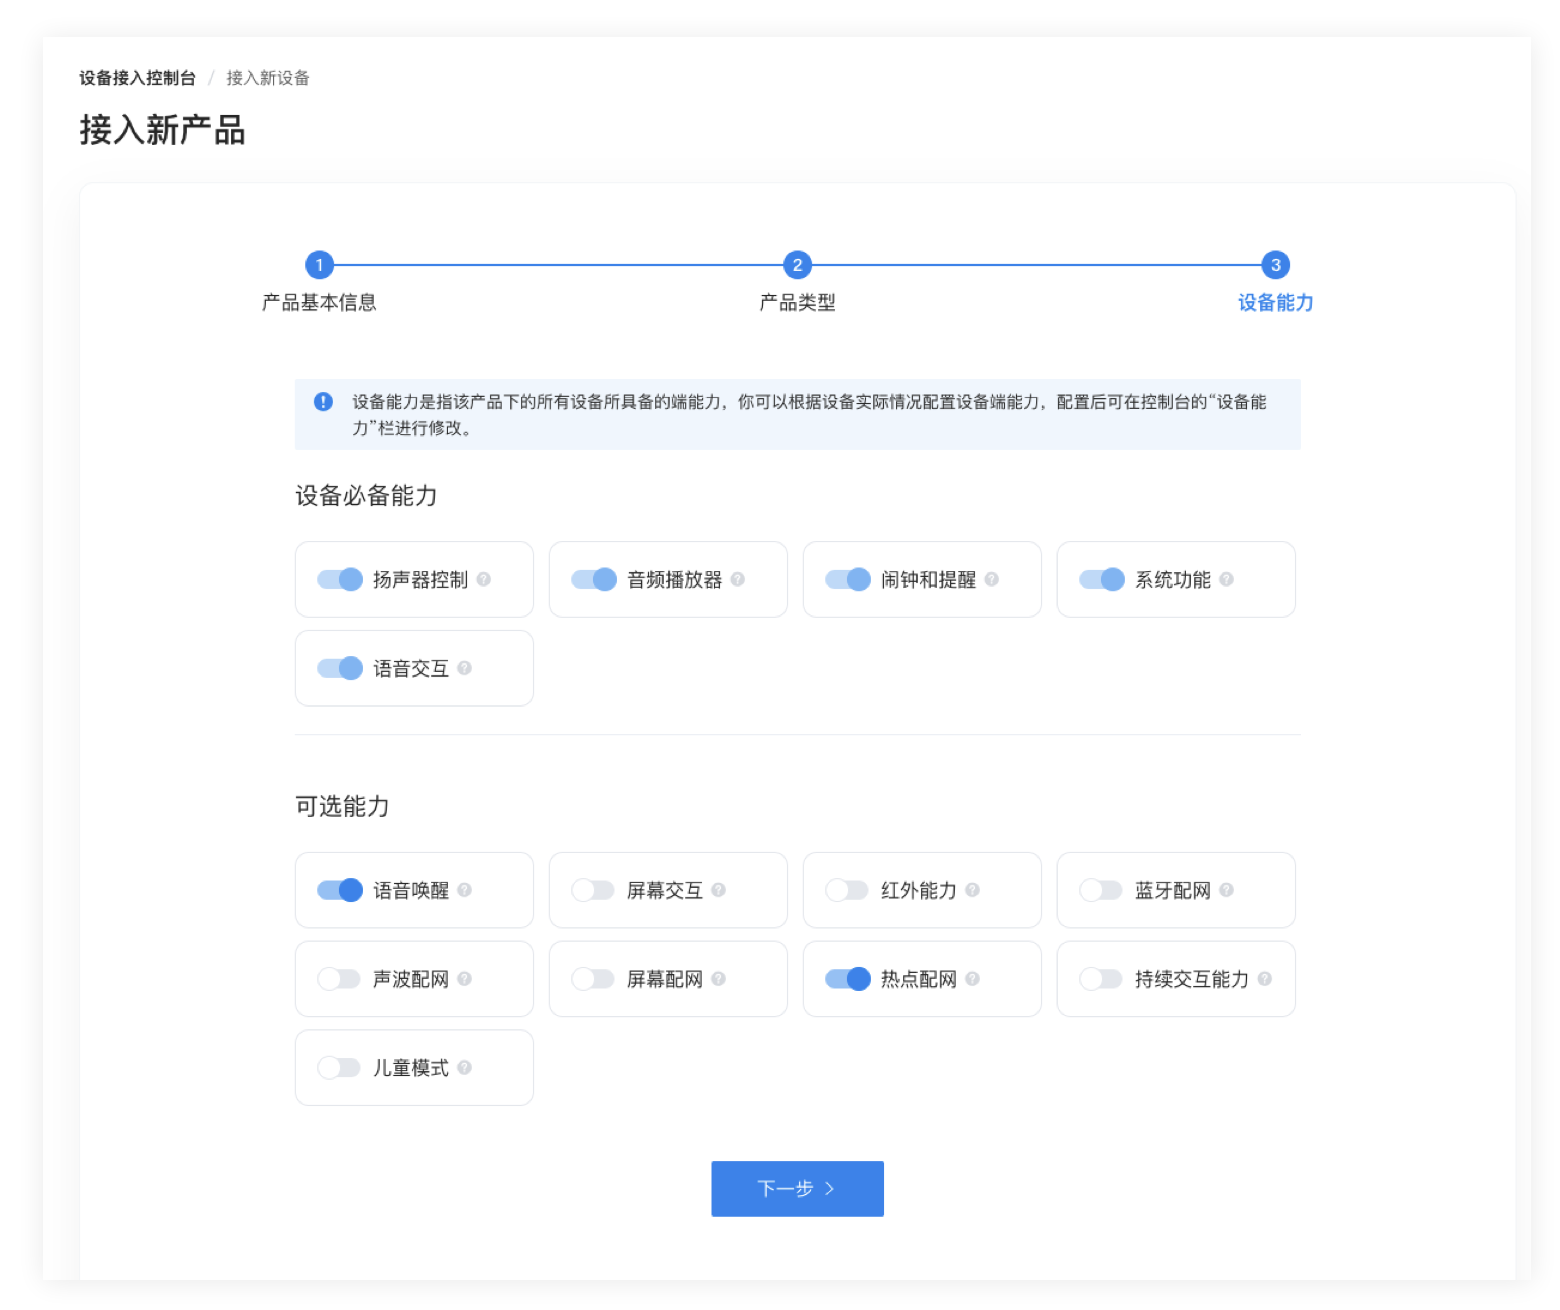 设备接入控制台 / 接入新设备
接入新产品
1 2 3
产品基本信息 产品类型 设备能力
设备能力是指该产品下的所有设备所具备的端能力，你可以根据设备实际情况配置设备端能力，配置后可在控制台的“设备能
力”栏进行修改。
设备必备能力
扬声器控制 ? 音频播放器 ? 闹钟和提醒 ? 系统功能 ?
语音交互 ?
可选能力
语音唤醒 ? 屏幕交互 ? 红外能力 ? 蓝牙配网 ?
声波配网 ? 屏幕配网 ? 热点配网 ? 持续交互能力 ?
儿童模式 ?
下一步 >